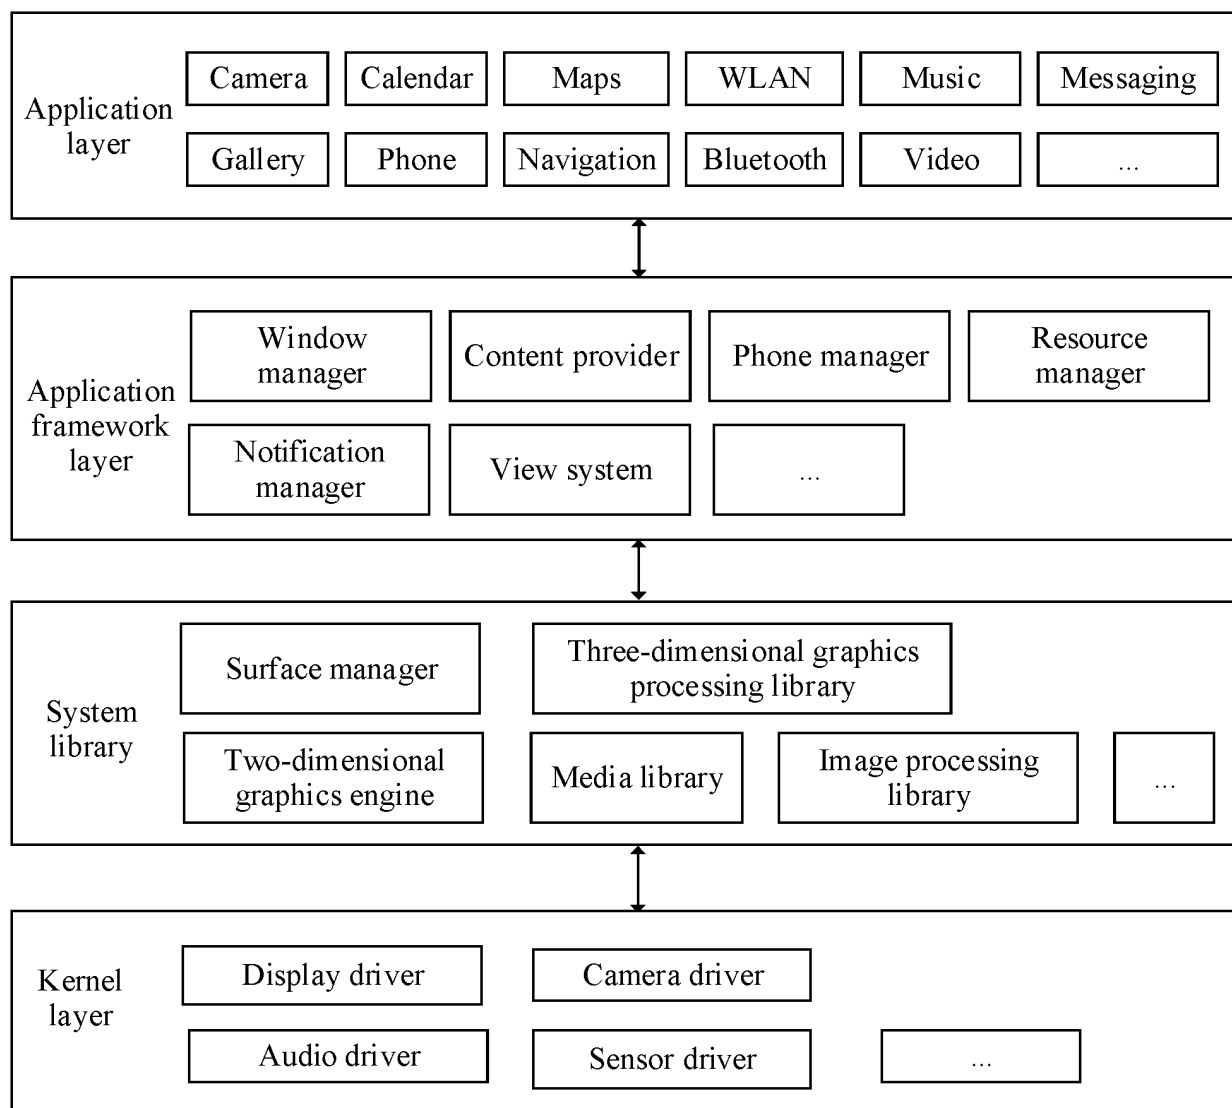 Application
layer
Camera
Calendar
Maps
WLAN
Music
Messaging
Gallery
Phone
Navigation
Bluetooth
Video
...
Application
framework
layer
Window
manager
Content provider
Phone manager
Resource
manager
Notification
manager
View system
...
System
library
Surface manager
Three-dimensional graphics
processing library
Two-dimensional
graphics engine
Media library
Image processing
library
...
Kernel
layer
Display driver
Camera driver
Audio driver
Sensor driver
...